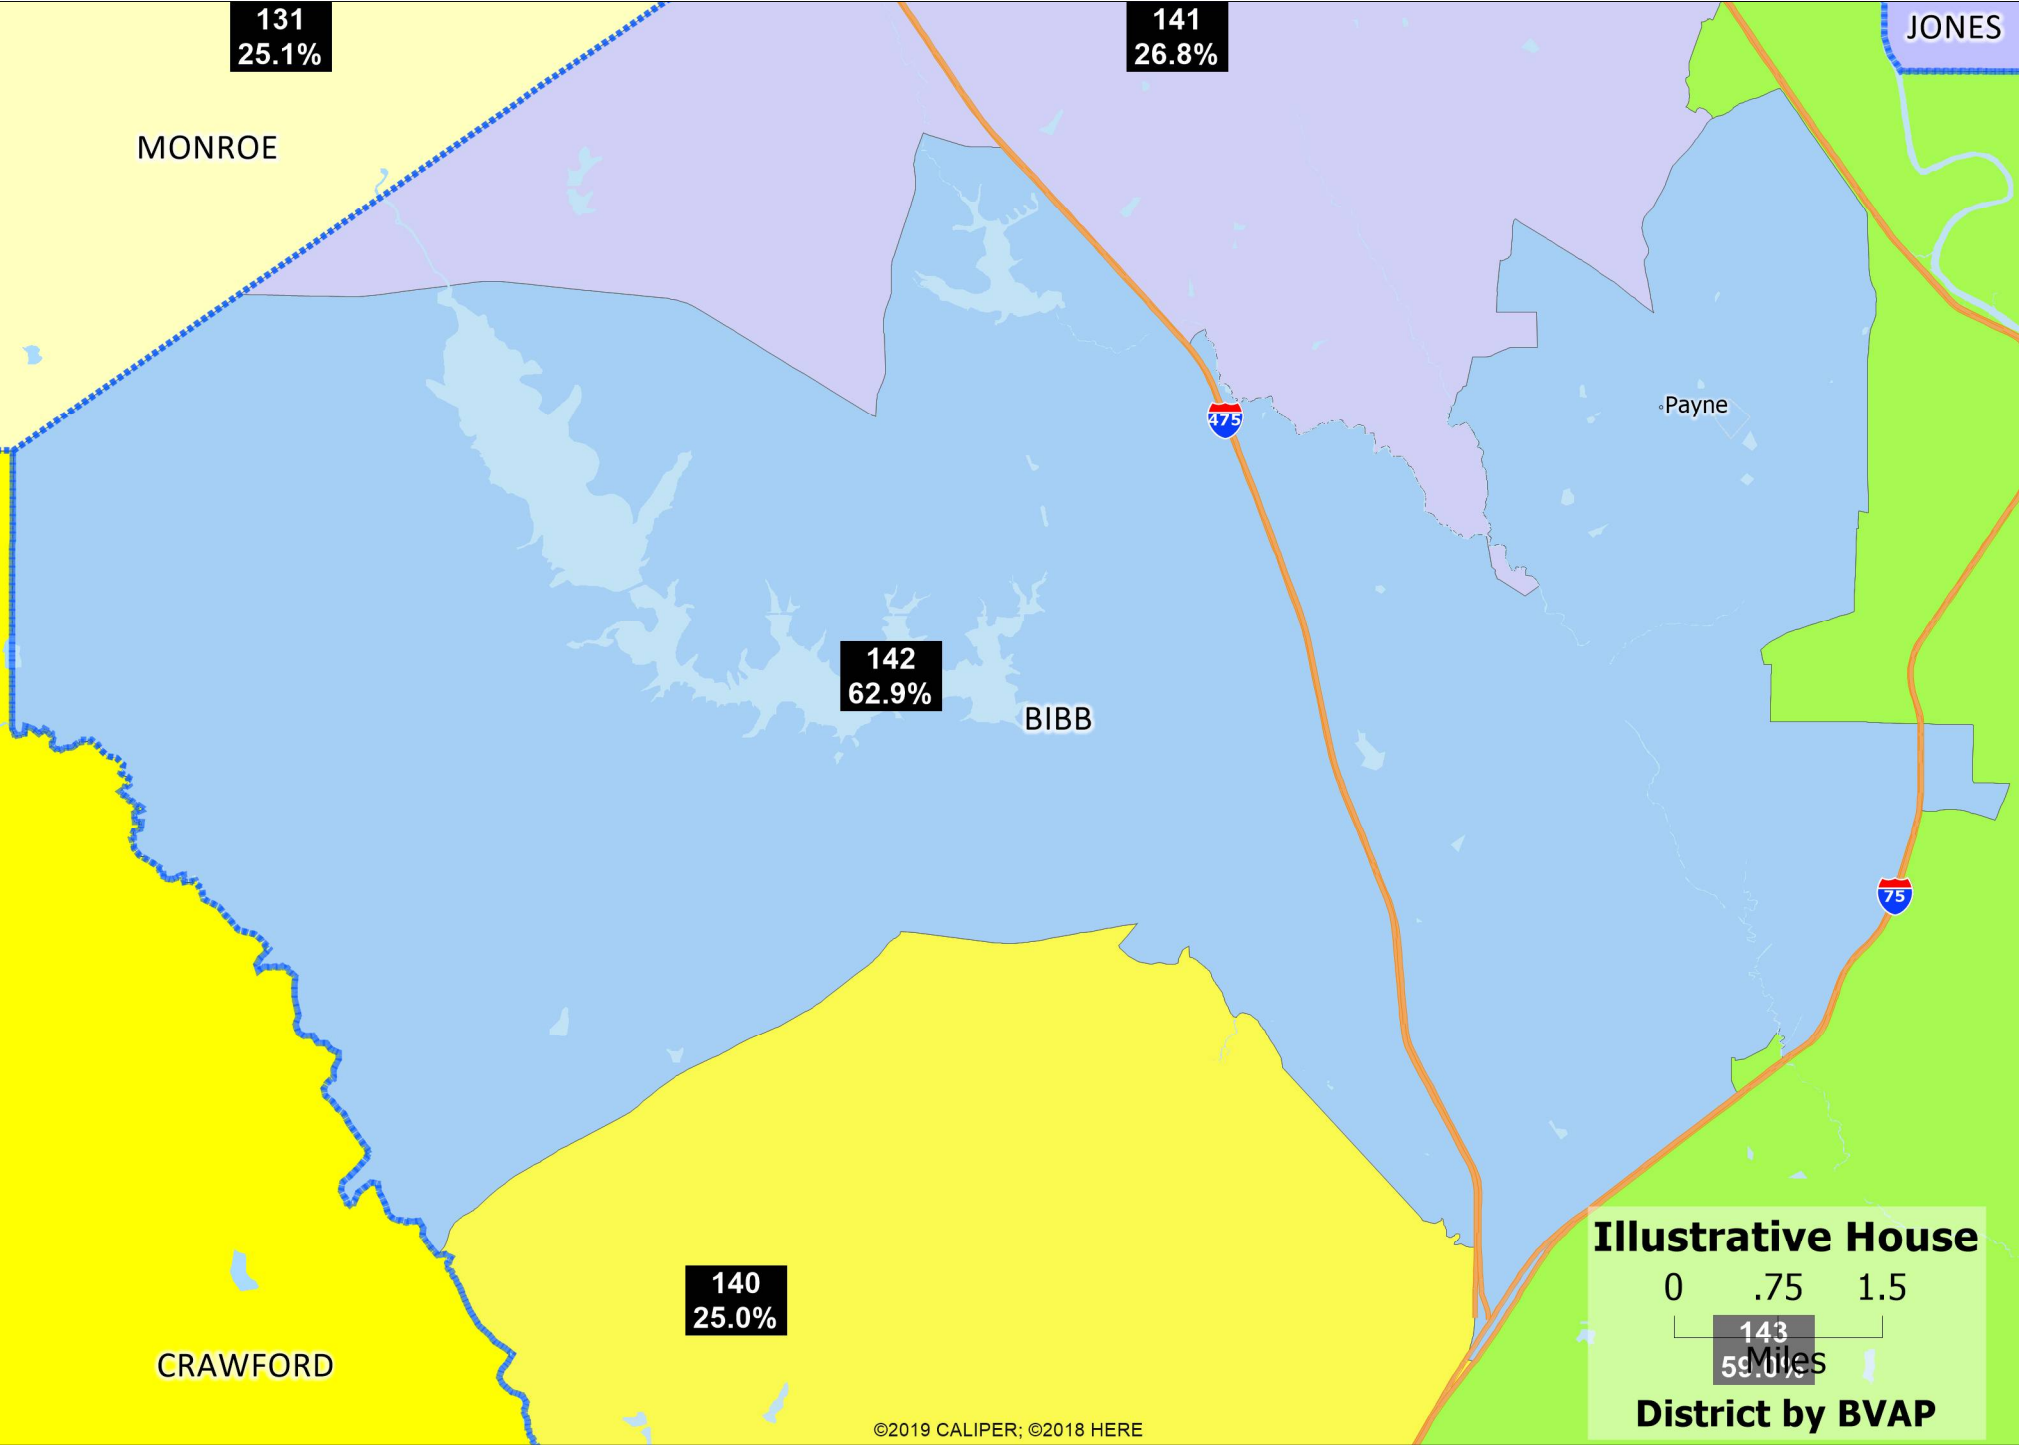 131
25.1%
141
26.8%
JONES
MONROE
475
Payne
142
62.9%
BIBB
75
140
25.0%
CRAWFORD
Illustrative House
0 .75 1.5
143
Miles
District by BVAP
©2019 CALIPER; ©2018 HERE